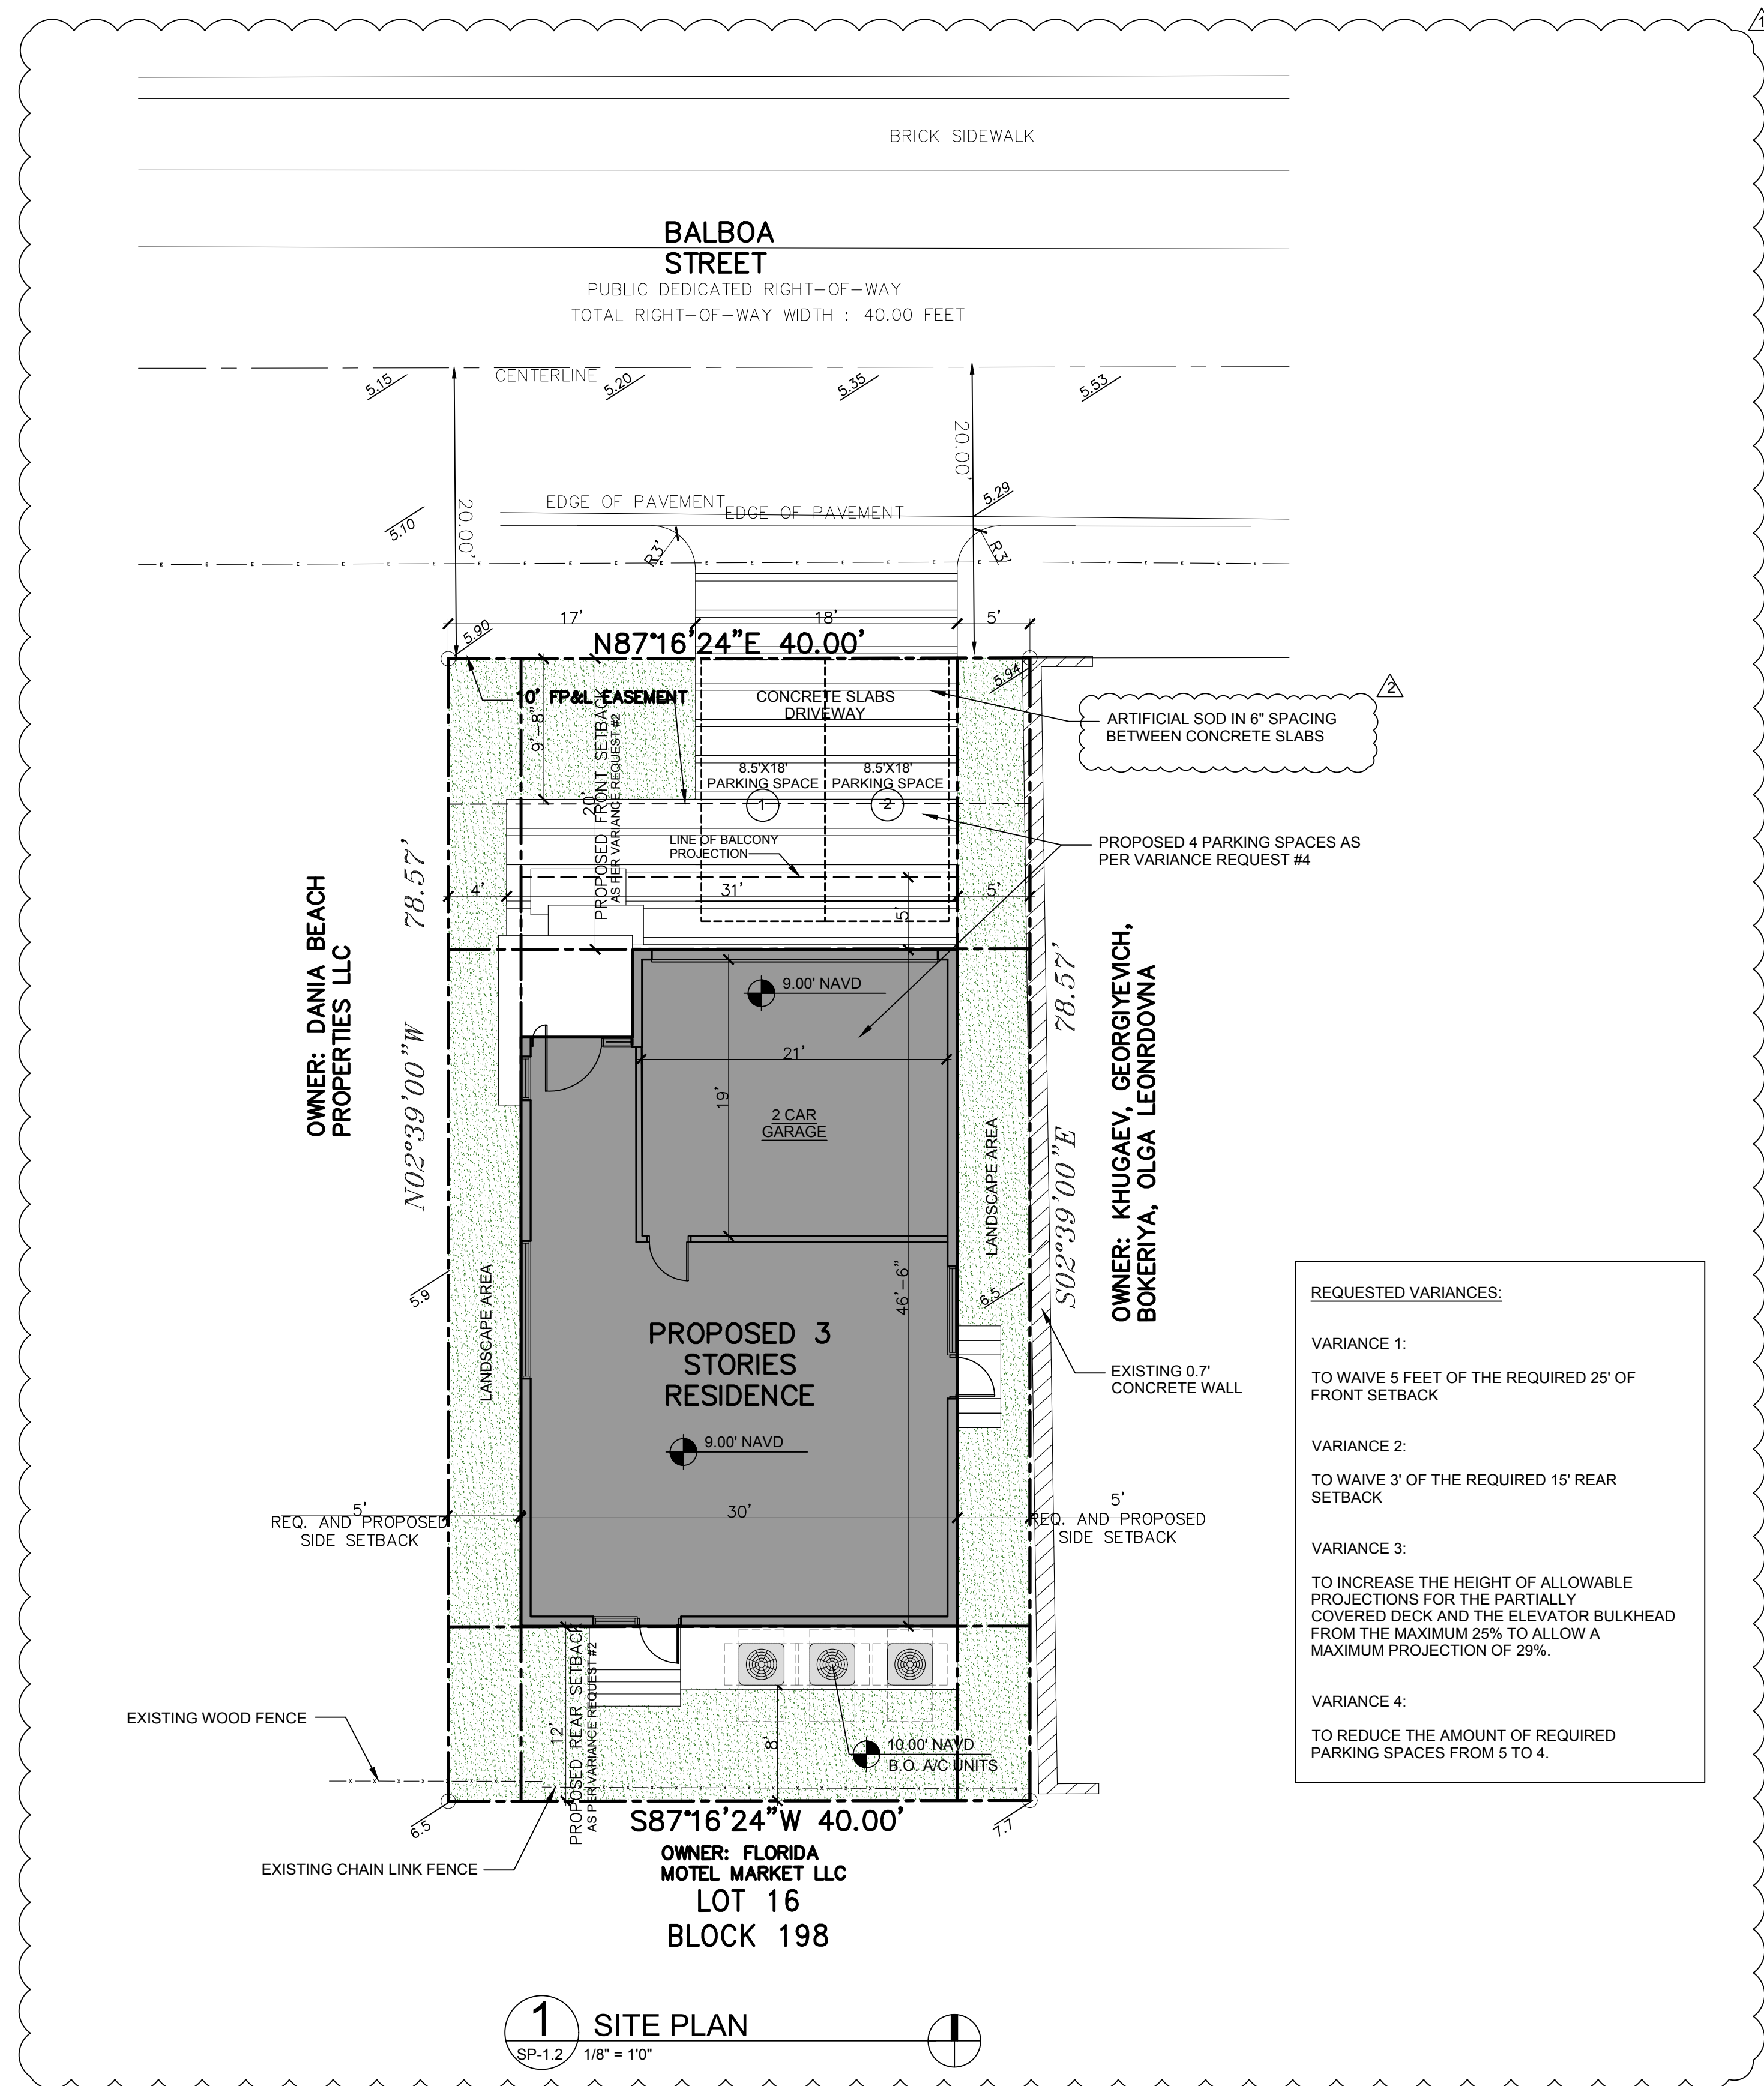 1
BRICK SIDEWALK
BALBOA
STREET
PUBLIC DEDICATED RIGHT-OF-WAY
TOTAL RIGHT-OF-WAY WIDTH : 40.00 FEET
CENTERLINE
5.15
5.20
5.35
5.53
20.00'
20.00'
EDGE OF PAVEMENT
EDGE OF PAVEMENT
5.29
5.10
R3'
R3'
E E E E E E E E E E E E E E E E E E E E E E E E
17'
18'
5'
5.90
N87°16'24"E 40.00'
5.94
10' FP&L EASEMENT
9'-8"
20'
PROPOSED FRONT SETBACK
AS PER VARIANCE REQUEST #2
CONCRETE SLABS
DRIVEWAY
2
ARTIFICIAL SOD IN 6" SPACING
BETWEEN CONCRETE SLABS
8.5'X18'
PARKING SPACE
1
8.5'X18'
PARKING SPACE
2
LINE OF BALCONY
PROJECTION
PROPOSED 4 PARKING SPACES AS
PER VARIANCE REQUEST #4
4'
31'
5'
5'
OWNER: DANIA BEACH
PROPERTIES LLC
N02°39'00"W 78.57'
S02°39'00"E 78.57'
OWNER: KHUGAEV, GEORGIYEVICH,
BOKERIYA, OLGA LEONRDOVNA
9.00' NAVD
21'
19'
2 CAR
GARAGE
LANDSCAPE AREA
LANDSCAPE AREA
5.9
6.5
46'-6"
PROPOSED 3
STORIES
RESIDENCE
9.00' NAVD
EXISTING 0.7'
CONCRETE WALL
5'
REQ. AND PROPOSED
SIDE SETBACK
30'
5'
REQ. AND PROPOSED
SIDE SETBACK
REQUESTED VARIANCES:
VARIANCE 1:
TO WAIVE 5 FEET OF THE REQUIRED 25' OF
FRONT SETBACK
VARIANCE 2:
TO WAIVE 3' OF THE REQUIRED 15' REAR
SETBACK
VARIANCE 3:
TO INCREASE THE HEIGHT OF ALLOWABLE
PROJECTIONS FOR THE PARTIALLY
COVERED DECK AND THE ELEVATOR BULKHEAD
FROM THE MAXIMUM 25% TO ALLOW A
MAXIMUM PROJECTION OF 29%.
VARIANCE 4:
TO REDUCE THE AMOUNT OF REQUIRED
PARKING SPACES FROM 5 TO 4.
12'
PROPOSED REAR SETBACK
AS PER VARIANCE REQUEST #2
8'
10.00' NAVD
B.O. A/C UNITS
EXISTING WOOD FENCE
6.5
7.7
S87°16'24"W 40.00'
EXISTING CHAIN LINK FENCE
OWNER: FLORIDA
MOTEL MARKET LLC
LOT 16
BLOCK 198
1
SITE PLAN
SP-1.2
1/8" = 1'0"